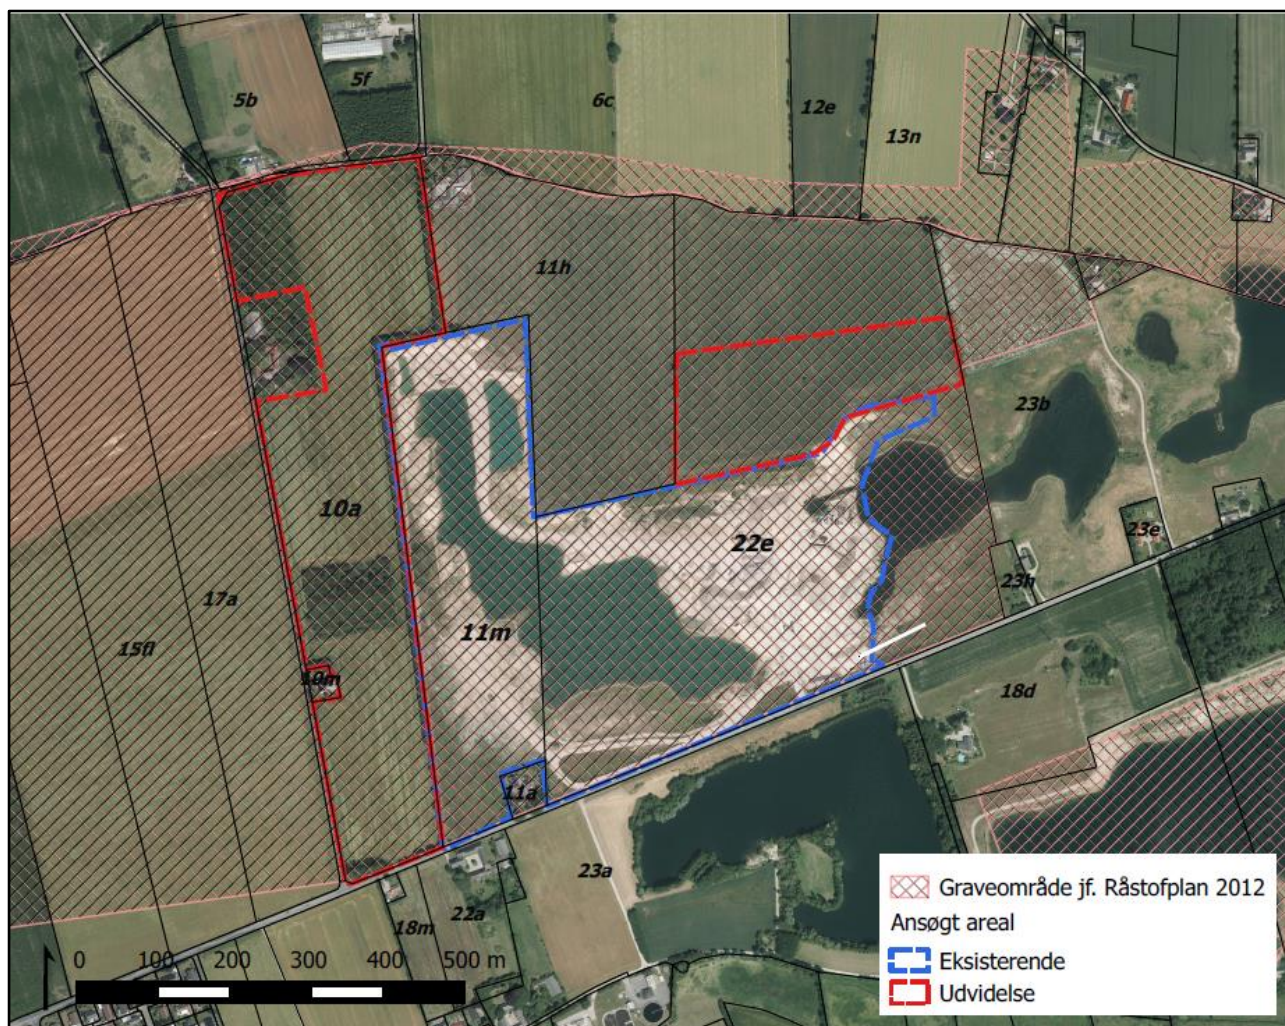 5f
5b
6c
12e
13n
11h
23b
10a
22e
23e
23h
17a
11m
15fl
10m
18d
11a
23a
22a
18m
Graveområde jf. Råstofplan 2012
Ansøgt areal
Eksisterende
Udvidelse
0 100 200 300 400 500 m